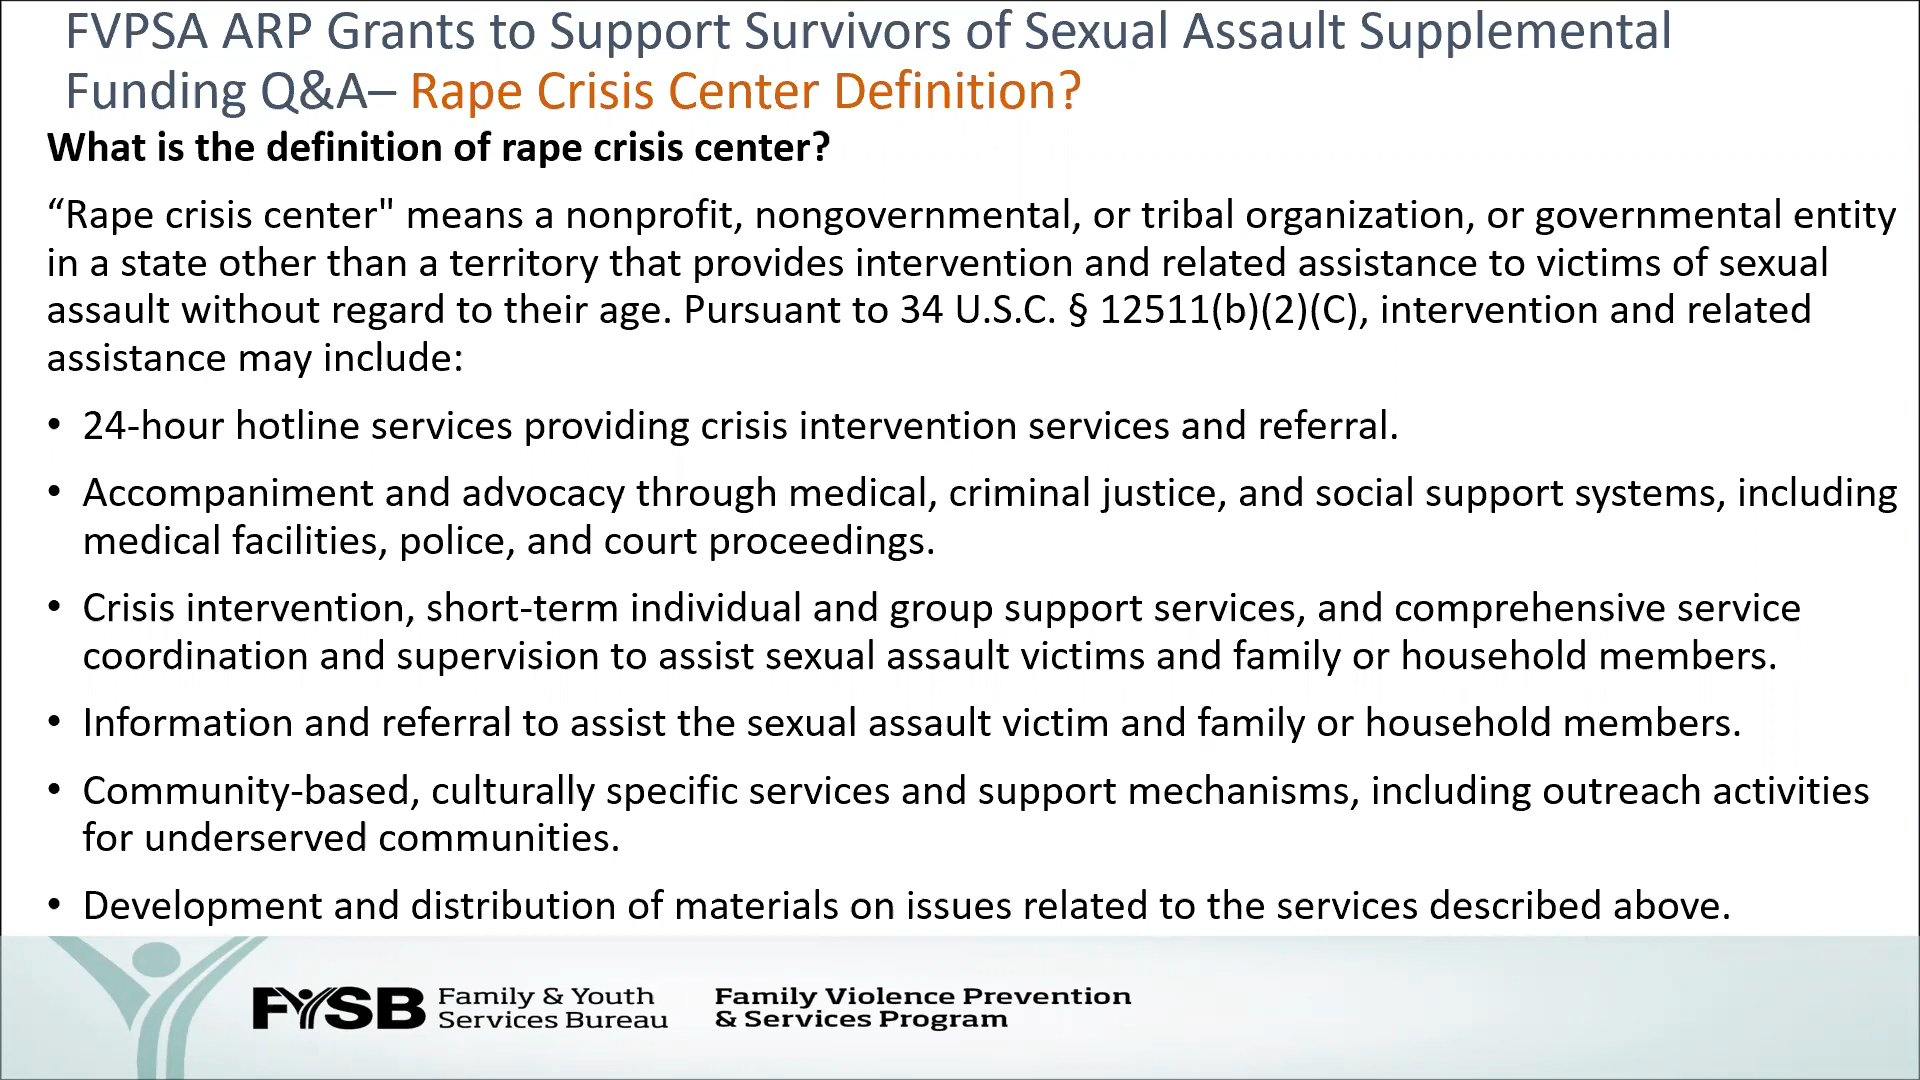 FVPSA ARP Grants to Support Survivors of Sexual Assault Supplemental
Funding Q&A– Rape Crisis Center Definition?
What is the definition of rape crisis center?
“Rape crisis center" means a nonprofit, nongovernmental, or tribal organization, or governmental entity
in a state other than a territory that provides intervention and related assistance to victims of sexual
assault without regard to their age. Pursuant to 34 U.S.C. § 12511(b)(2)(C), intervention and related
assistance may include:
• 24-hour hotline services providing crisis intervention services and referral.
• Accompaniment and advocacy through medical, criminal justice, and social support systems, including
medical facilities, police, and court proceedings.
• Crisis intervention, short-term individual and group support services, and comprehensive service
coordination and supervision to assist sexual assault victims and family or household members.
• Information and referral to assist the sexual assault victim and family or household members.
• Community-based, culturally specific services and support mechanisms, including outreach activities
for underserved communities.
• Development and distribution of materials on issues related to the services described above.
FYSB Family & Youth
Services Bureau
Family Violence Prevention
& Services Program